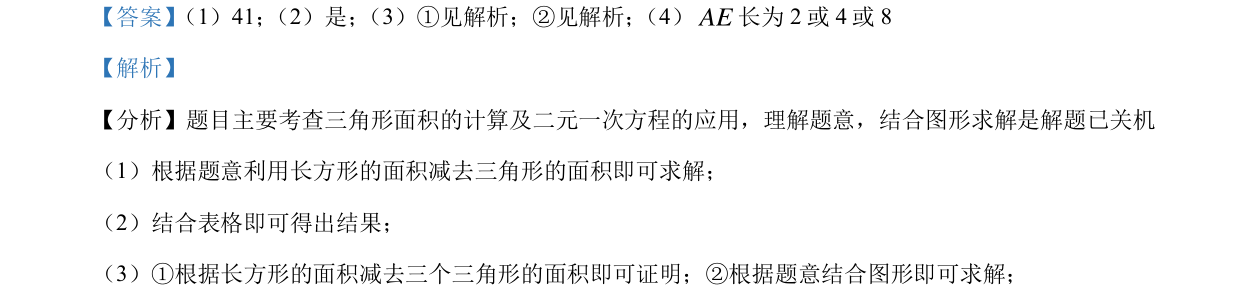 【答案】（1）41；（2）是；（3）①见解析；②见解析；（4） AE 长为 2 或 4 或 8
【解析】
【分析】题目主要考查三角形面积的计算及二元一次方程的应用，理解题意，结合图形求解是解题已关机
（1）根据题意利用长方形的面积减去三角形的面积即可求解；
（2）结合表格即可得出结果；
（3）①根据长方形的面积减去三个三角形的面积即可证明；②根据题意结合图形即可求解；